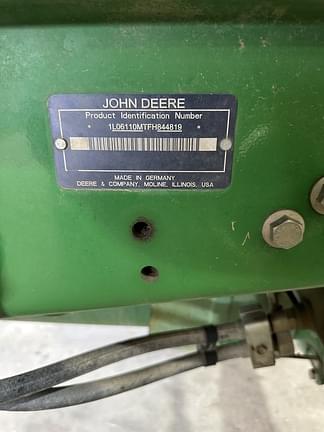 JOHN DEERE
Product Identification Number
* 1L06110MTFH844819 *
MADE IN GERMANY
DEERE & COMPANY, MOLINE, ILLINOIS, USA